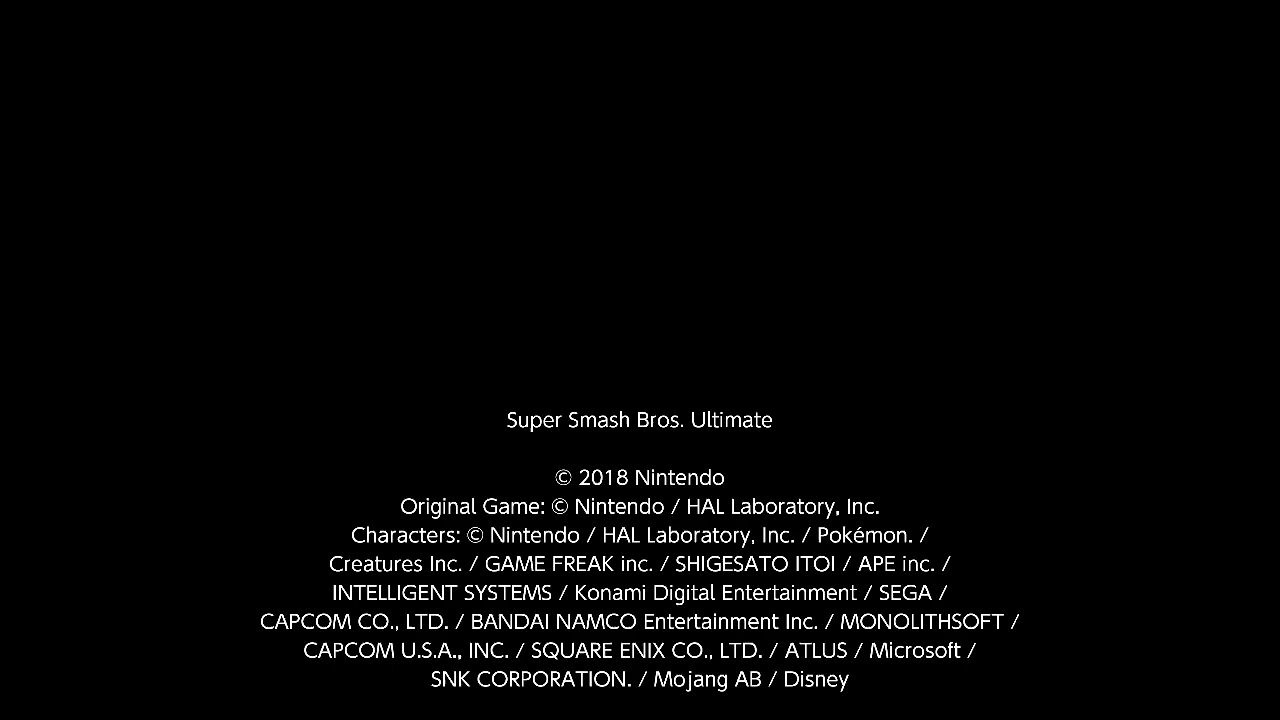 Super Smash Bros. Ultimate
© 2018 Nintendo
Original Game: © Nintendo / HAL Laboratory, Inc.
Characters: © Nintendo / HAL Laboratory, Inc. / Pokémon. /
Creatures Inc. / GAME FREAK inc. / SHIGESATO ITOI / APE inc. /
INTELLIGENT SYSTEMS / Konami Digital Entertainment / SEGA /
CAPCOM CO., LTD. / BANDAI NAMCO Entertainment Inc. / MONOLITHSOFT /
CAPCOM U.S.A., INC. / SQUARE ENIX CO., LTD. / ATLUS / Microsoft /
SNK CORPORATION. / Mojang AB / Disney